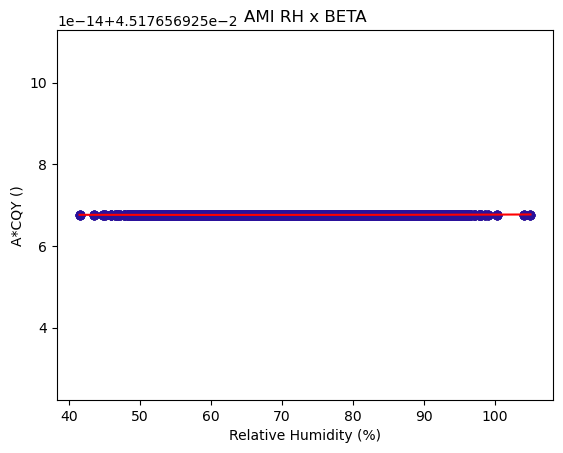 1e−14+4.517656925e−2
AMI RH x BETA
10
8
6
4
A*CQY ()
40 50 60 70 80 90 100
Relative Humidity (%)